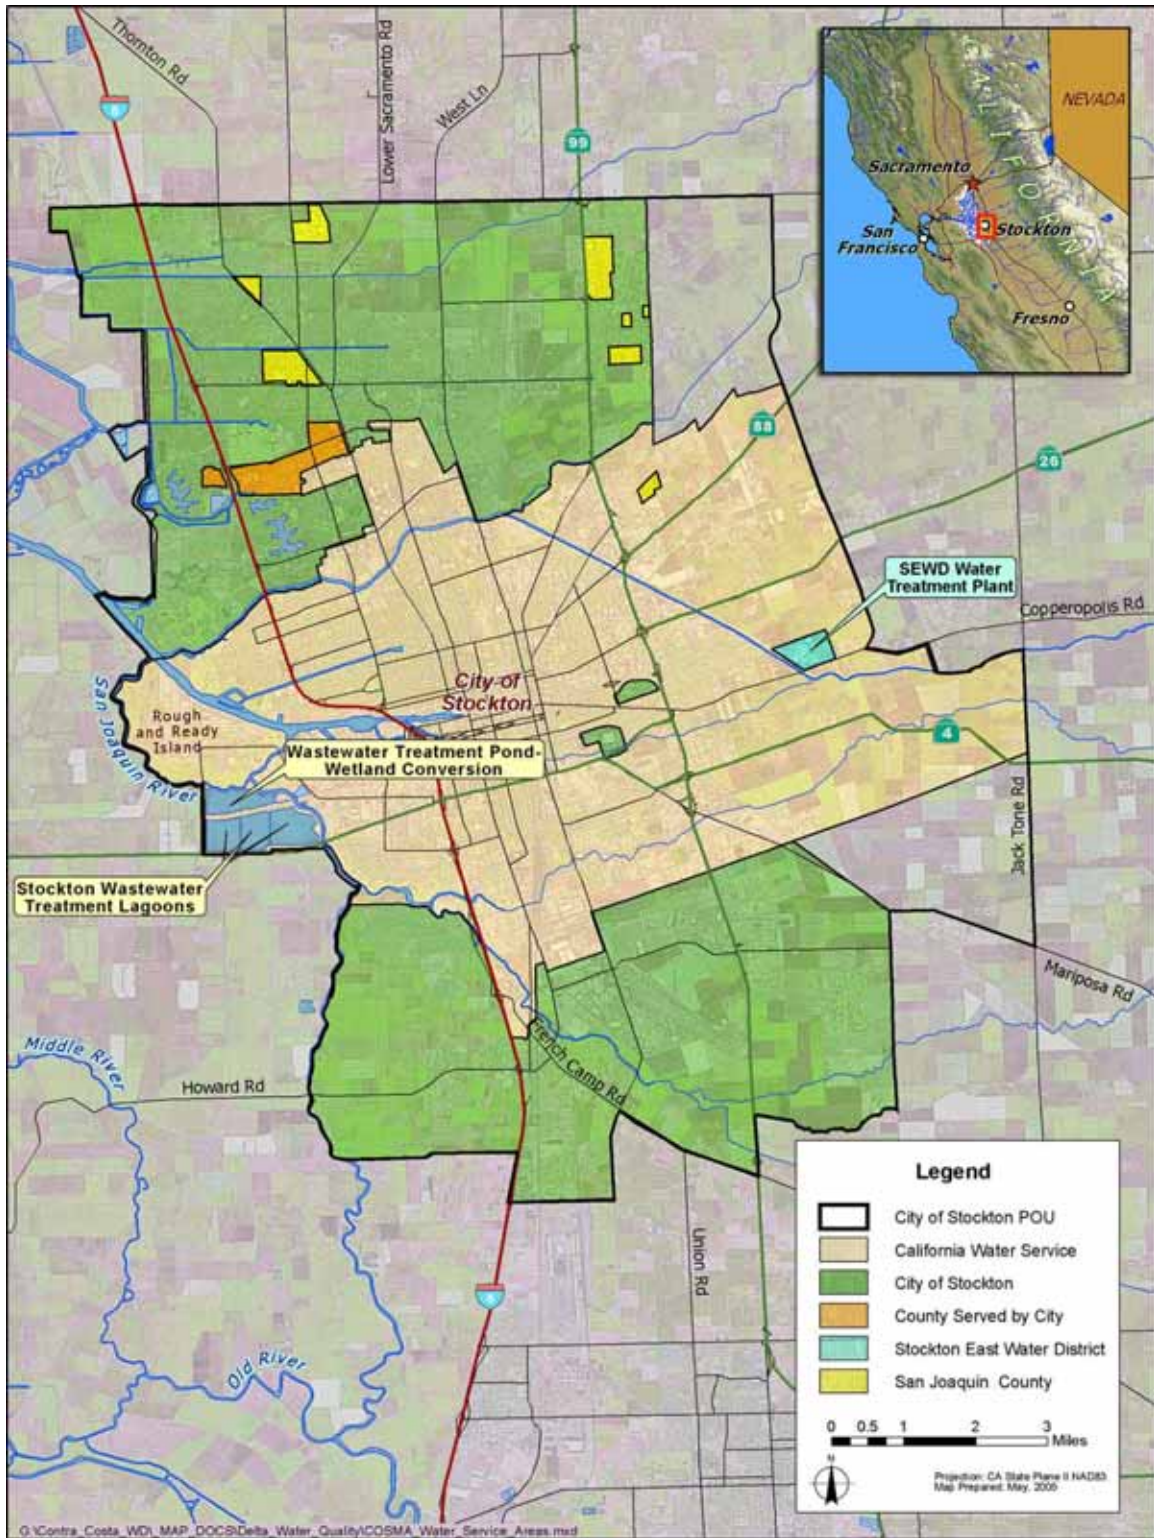 Thornton Rd
Lower Sacramento Rd
West Ln
99
NEVADA
CALIFORNIA
Sacramento
San
Francisco
Stockton
Fresno
88
26
SEWD Water
Treatment Plant
Copperopolis Rd
City of
Stockton
San Joaquin River
Rough
and Ready
Island
4
Wastewater Treatment Pond-
Wetland Conversion
Jack Tone Rd
Stockton Wastewater
Treatment Lagoons
Mariposa Rd
French Camp Rd
Middle River
Howard Rd
Union Rd
Old River
Legend
City of Stockton POU
California Water Service
City of Stockton
County Served by City
Stockton East Water District
San Joaquin County
0 0.5 1 2 3
Miles
N
Projection: CA State Plane II NAD83
Map Prepared: May, 2005
G:\Contra_Costa_WD\_MAP_DOCS\Delta_Water_Quality\COSMA_Water_Service_Areas.mxd